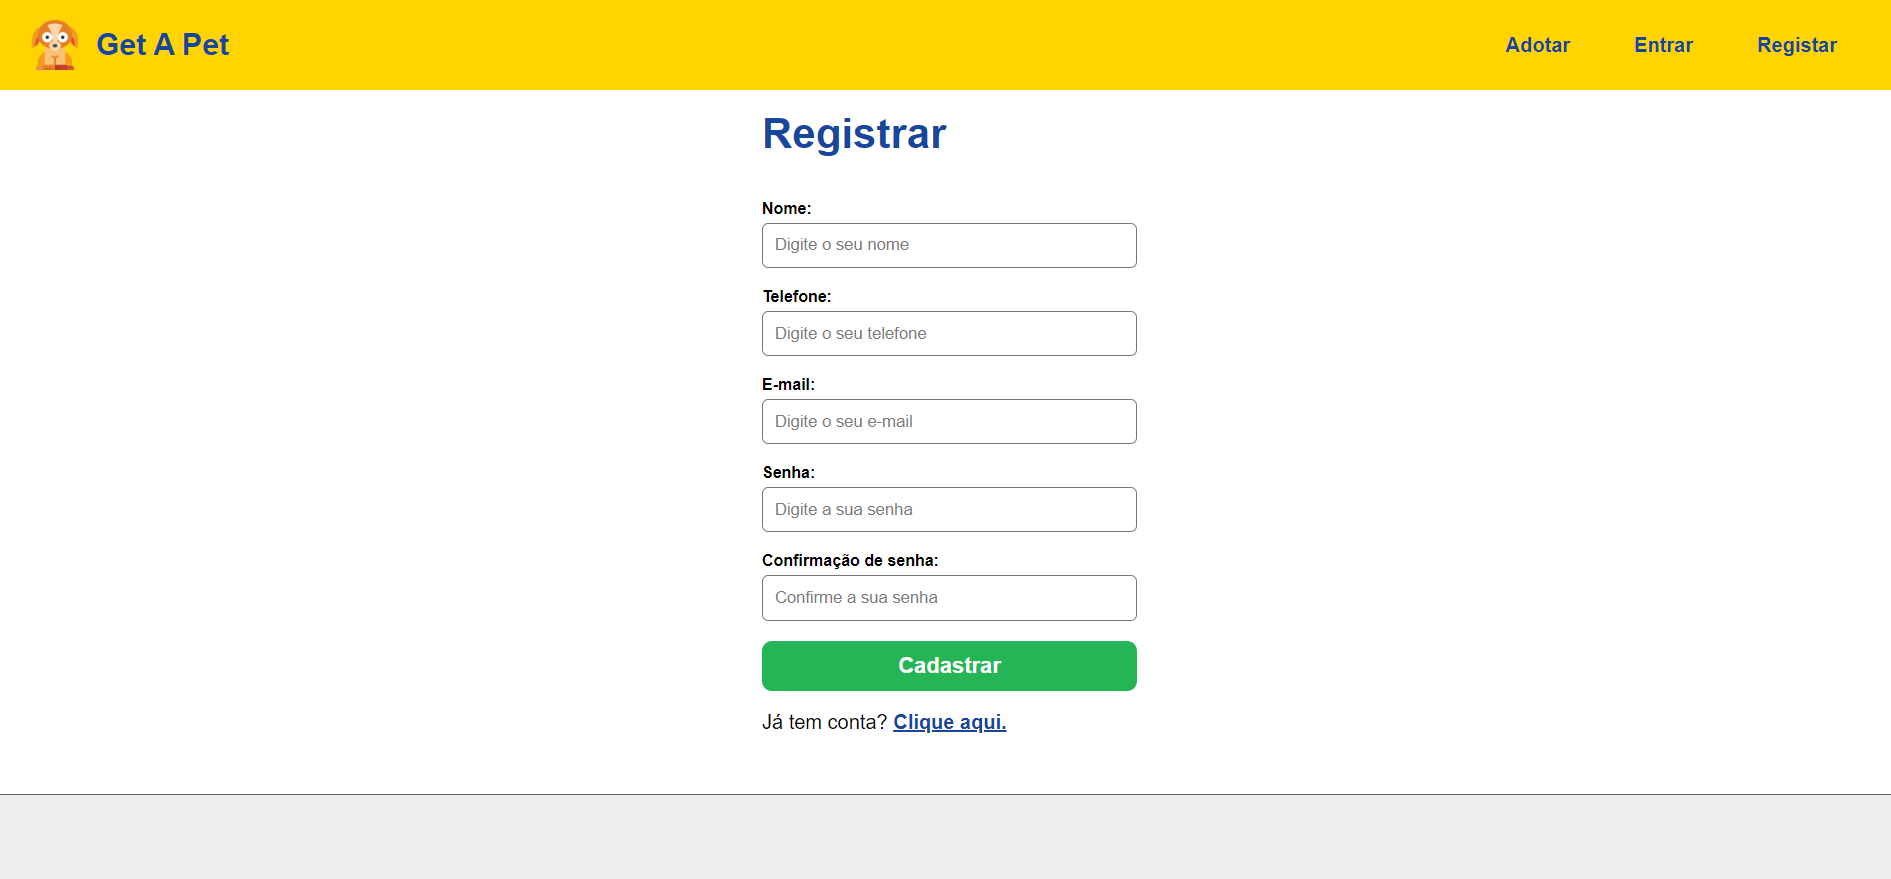 Get A Pet
Adotar Entrar Registar
Registrar
Nome:
Digite o seu nome
Telefone:
Digite o seu telefone
E-mail:
Digite o seu e-mail
Senha:
Digite a sua senha
Confirmação de senha:
Confirme a sua senha
Cadastrar
Já tem conta? Clique aqui.